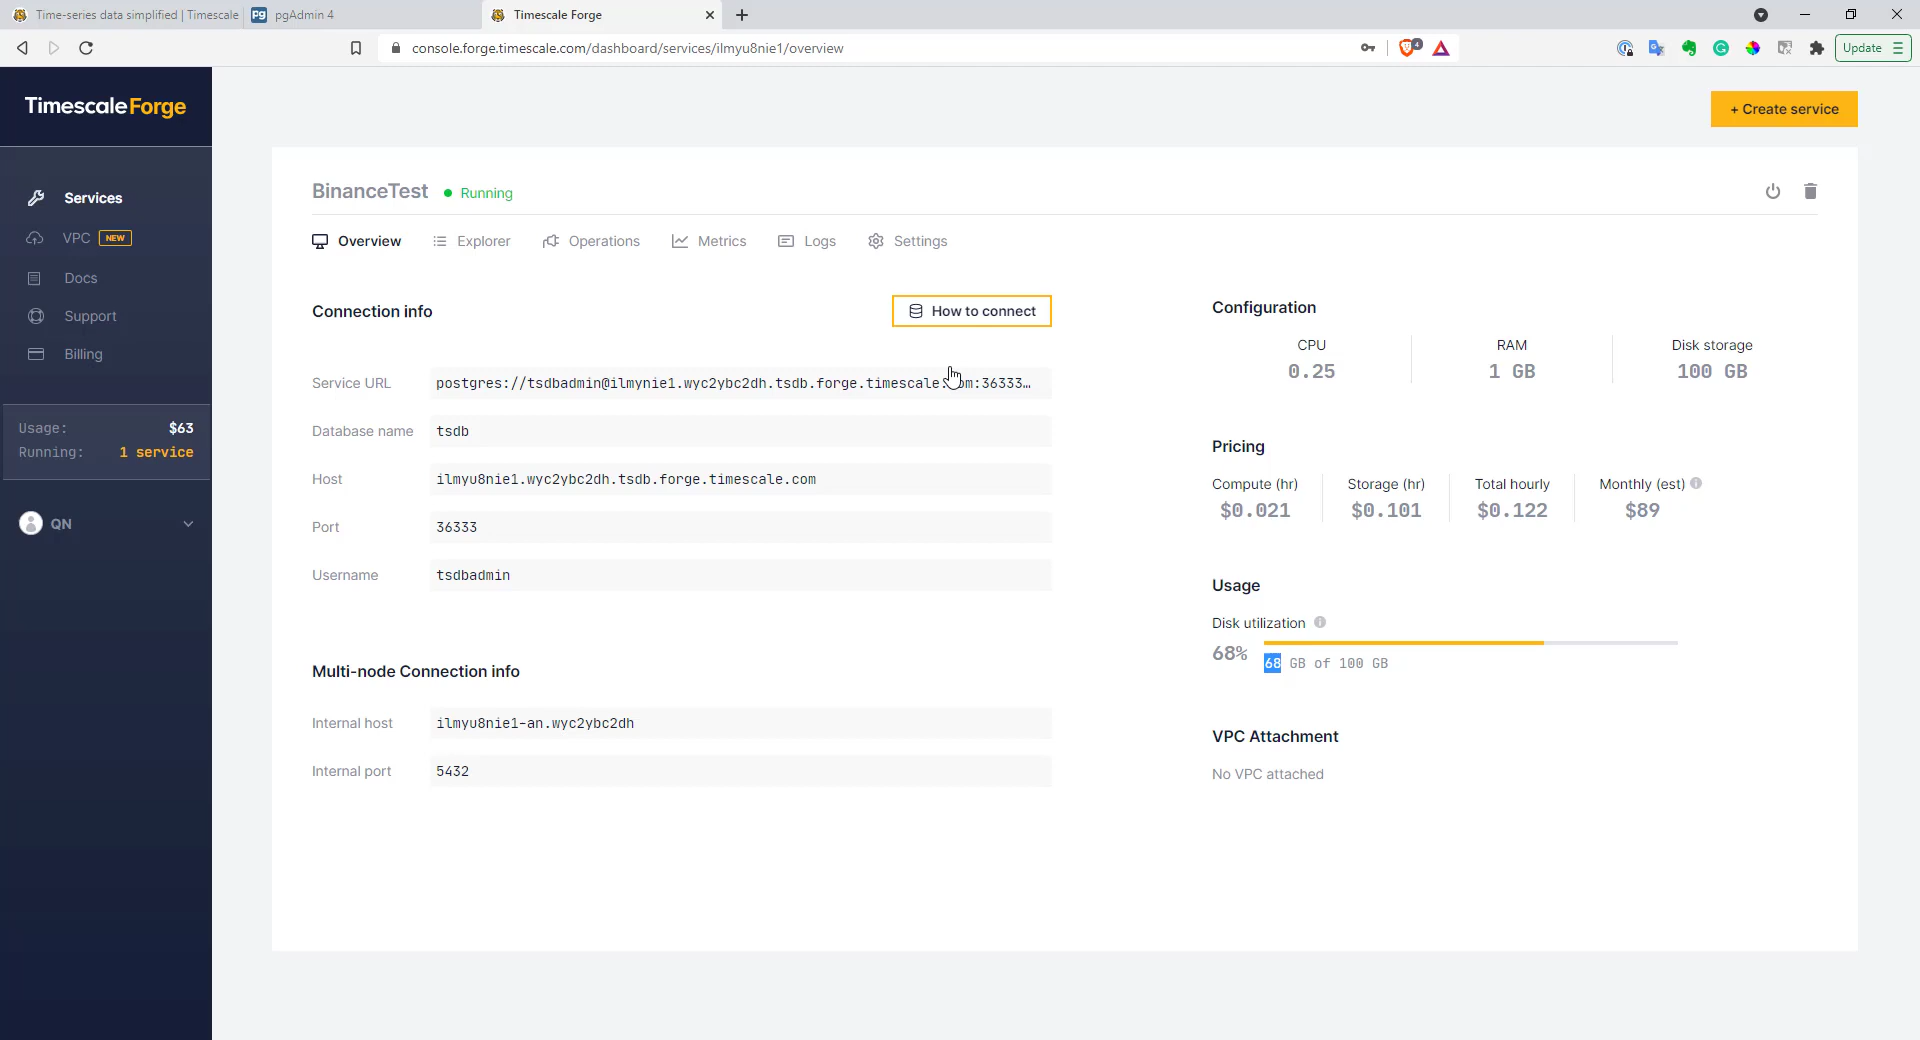 Time-series data simplified | Timescale
pgAdmin 4
Timescale Forge
console.forge.timescale.com/dashboard/services/ilmyu8nie1/overview
4
Update
TimescaleForge
+ Create service
Services
VPC NEW
Docs
Support
Billing
Usage: $63
Running: 1 service
QN
BinanceTest
Running
Overview
Explorer
Operations
Metrics
Logs
Settings
Connection info
How to connect
Service URL
postgres://tsdbadmin@ilmynie1.wyc2ybc2dh.tsdb.forge.timescale.com:36333…
Database name
tsdb
Host
ilmyu8nie1.wyc2ybc2dh.tsdb.forge.timescale.com
Port
36333
Username
tsdbadmin
Multi-node Connection info
Internal host
ilmyu8nie1-an.wyc2ybc2dh
Internal port
5432
Configuration
CPU
0.25
RAM
1 GB
Disk storage
100 GB
Pricing
Compute (hr)
$0.021
Storage (hr)
$0.101
Total hourly
$0.122
Monthly (est)
$89
Usage
Disk utilization
68%
68 GB of 100 GB
VPC Attachment
No VPC attached